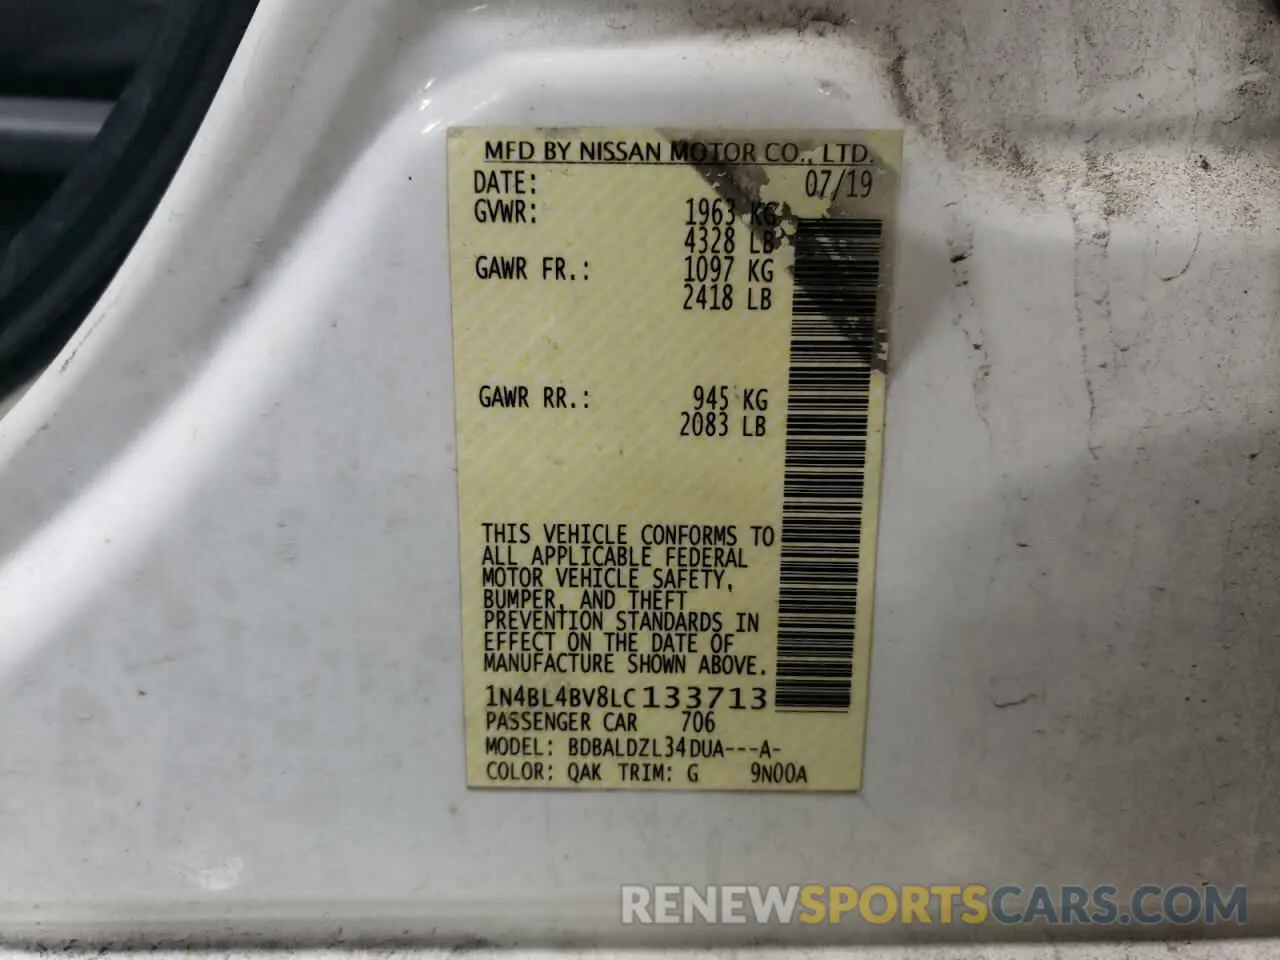 MFD BY NISSAN MOTOR CO., LTD.
DATE: 07/19
GVWR: 1963 KG
4328 LB
GAWR FR.: 1097 KG
2418 LB
GAWR RR.: 945 KG
2083 LB
THIS VEHICLE CONFORMS TO
ALL APPLICABLE FEDERAL
MOTOR VEHICLE SAFETY,
BUMPER, AND THEFT
PREVENTION STANDARDS IN
EFFECT ON THE DATE OF
MANUFACTURE SHOWN ABOVE.
1N4BL4BV8LC133713
PASSENGER CAR 706
MODEL: BDBALDZL34DUA---A-
COLOR: QAK TRIM: G 9N00A
RENEWSPORTSCARS.COM